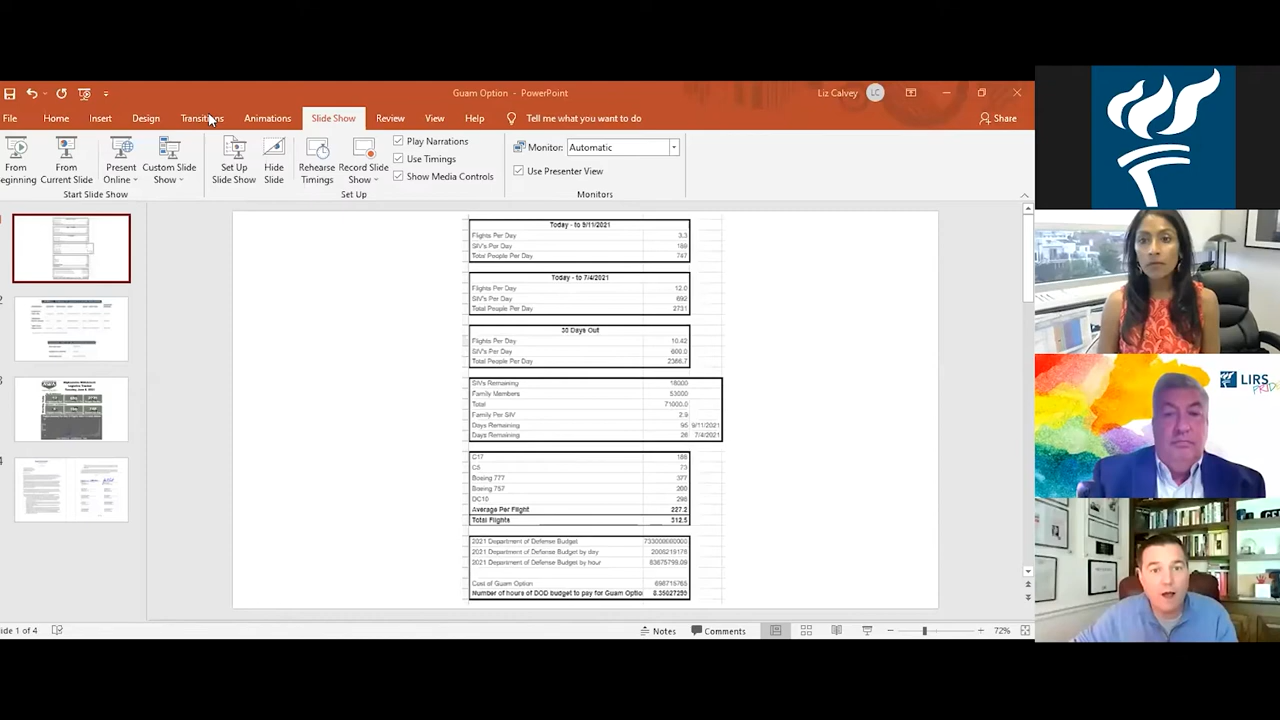 Guam Option - PowerPoint
Liz Calvey LC
File Home Insert Design Transitions Animations Slide Show Review View Help Tell me what you want to do Share
From Beginning
From Current Slide
Present Online
Custom Slide Show
Set Up Slide Show
Hide Slide
Rehearse Timings
Record Slide Show
Play Narrations
Use Timings
Show Media Controls
Monitor: Automatic
Use Presenter View
Start Slide Show Set Up Monitors
Today - to 9/11/2021
Flights Per Day 3.3
SIV's Per Day 189
Total People Per Day 747
Today - to 7/4/2021
Flights Per Day 12.0
SIV's Per Day 692
Total People Per Day 2731
30 Days Out
Flights Per Day 10.42
SIV's Per Day 600.0
Total People Per Day 2366.7
SIVs Remaining 18000
Family Members 53000
Total 71000.0
Family Per SIV 2.9
Days Remaining 95 9/11/2021
Days Remaining 26 7/4/2021
C17 188
C5 73
Boeing 777 377
Boeing 757 200
DC10 298
Average Per Flight 227.2
Total Flights 312.5
2021 Department of Defense Budget
2021 Department of Defense Budget by day 2006219178
2021 Department of Defense Budget by hour
Cost of Guam Option 698715765
Number of hours of DOD budget to pay for Guam Optio
2
4
LIRS
PRIDE
Slide 1 of 4
Notes Comments 72%